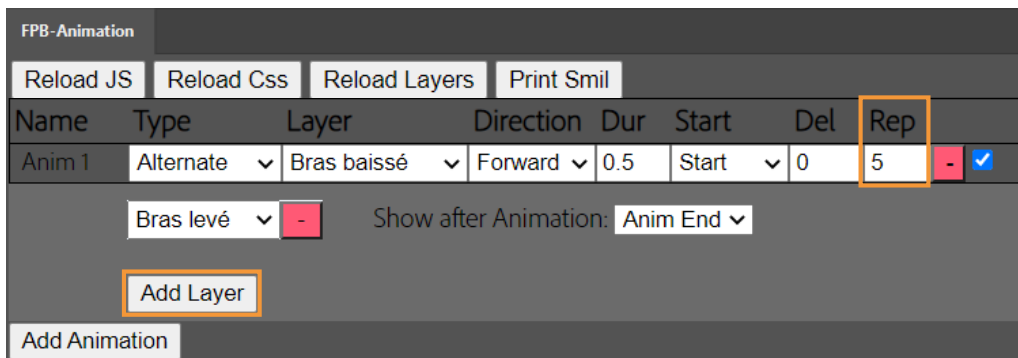 FPB-Animation
Reload JS Reload Css Reload Layers Print Smil
Name Type Layer Direction Dur Start Del Rep
Anim 1 Alternate Bras baissé Forward 0.5 Start 0 5 -
Bras levé - Show after Animation: Anim End
Add Layer
Add Animation